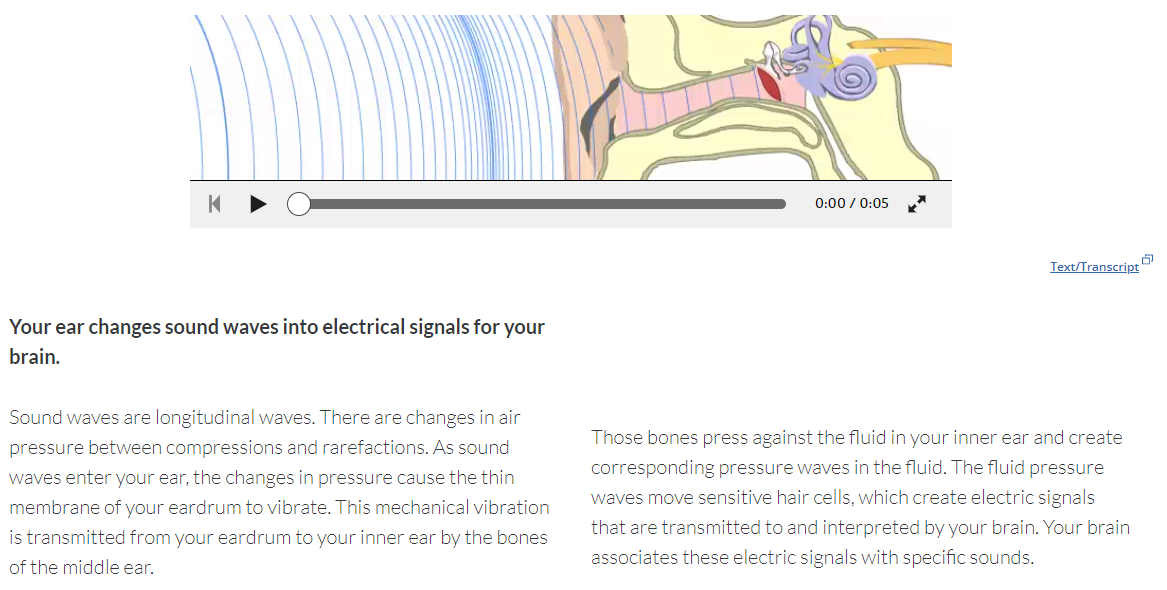 0:00 / 0:05
Text/Transcript
Your ear changes sound waves into electrical signals for your
brain.
Sound waves are longitudinal waves. There are changes in air
pressure between compressions and rarefactions. As sound
waves enter your ear, the changes in pressure cause the thin
membrane of your eardrum to vibrate. This mechanical vibration
is transmitted from your eardrum to your inner ear by the bones
of the middle ear.
Those bones press against the fluid in your inner ear and create
corresponding pressure waves in the fluid. The fluid pressure
waves move sensitive hair cells, which create electric signals
that are transmitted to and interpreted by your brain. Your brain
associates these electric signals with specific sounds.